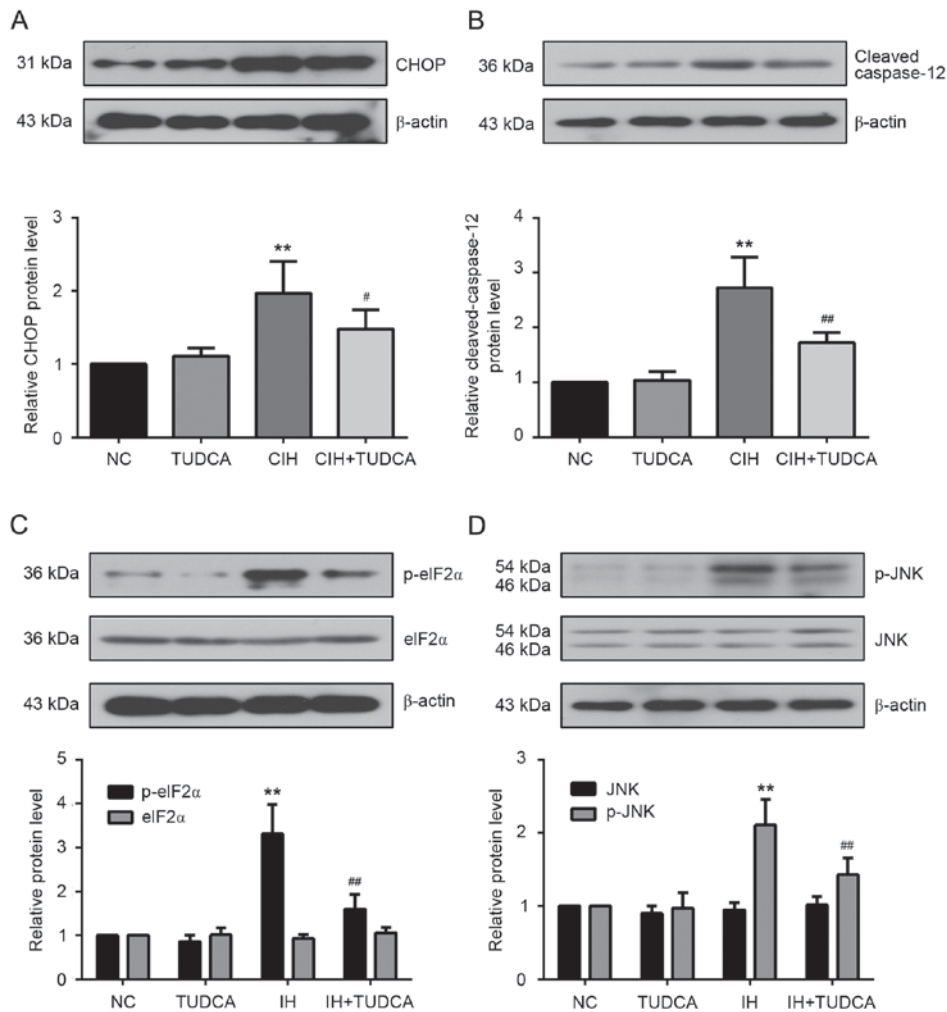 A
31 kDa
CHOP
43 kDa
β-actin
Relative CHOP protein level
3
2
1
0
**
#
NC
TUDCA
CIH
CIH+TUDCA
B
36 kDa
Cleaved
caspase-12
43 kDa
β-actin
Relative cleaved-caspase-12
protein level
4
3
2
1
0
**
##
NC
TUDCA
CIH
CIH+TUDCA
C
36 kDa
p-eIF2α
36 kDa
eIF2α
43 kDa
β-actin
Relative protein level
5
4
3
2
1
0
p-eIF2α
eIF2α
**
##
NC
TUDCA
IH
IH+TUDCA
D
54 kDa
46 kDa
p-JNK
54 kDa
46 kDa
JNK
43 kDa
β-actin
Relative protein level
3
2
1
0
JNK
p-JNK
**
##
NC
TUDCA
IH
IH+TUDCA